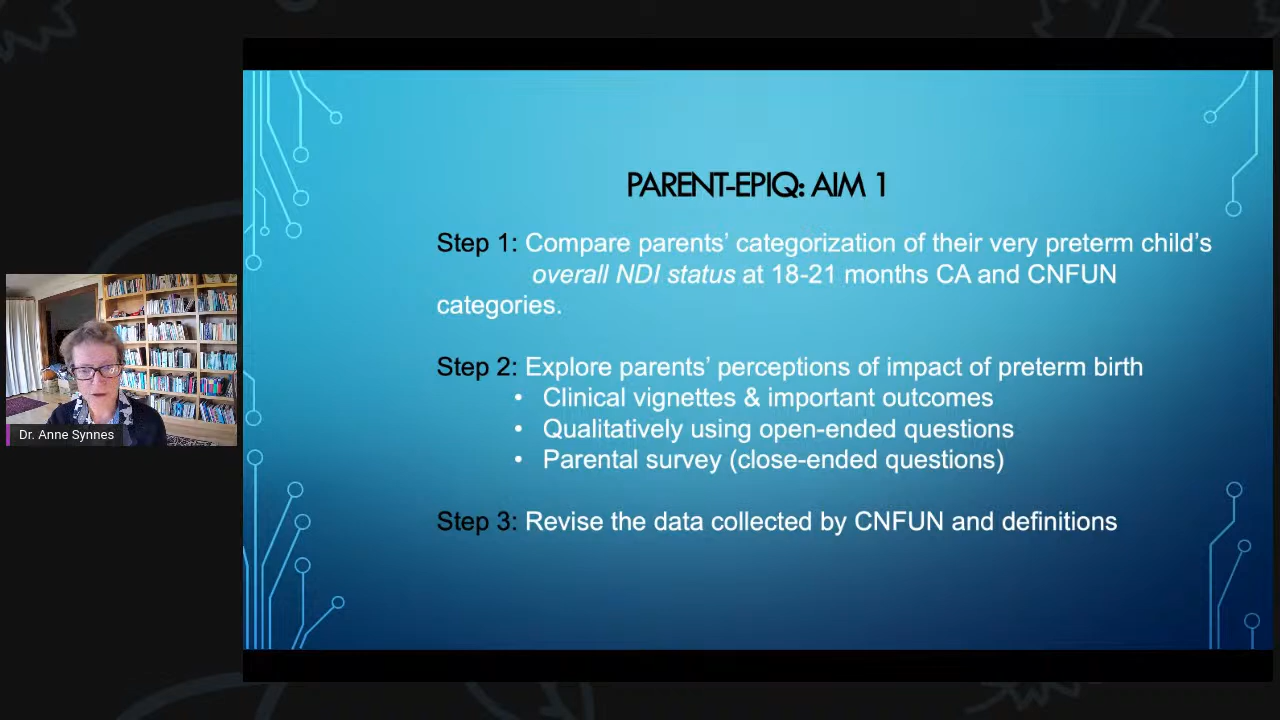 PARENT-EPIQ: AIM 1
Step 1: Compare parents’ categorization of their very preterm child’s
overall NDI status at 18-21 months CA and CNFUN
categories.
Step 2: Explore parents’ perceptions of impact of preterm birth
• Clinical vignettes & important outcomes
• Qualitatively using open-ended questions
• Parental survey (close-ended questions)
Step 3: Revise the data collected by CNFUN and definitions
Dr. Anne Synnes